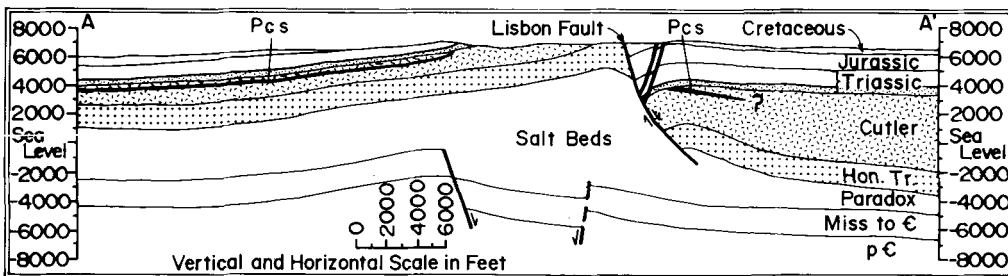 A
Pcs
Lisbon Fault
Pcs
Cretaceous
A'
8000
6000
4000
2000
Sea
Level
-2000
4000
6000
8000
8000
6000
4000
2000
Sea
Level
-2000
-4000
-6000
-8000
Jurassic
Triassic
Cutler
Hon. Tr.
Paradox
Miss to Є
pЄ
?
Salt Beds
0
2000
4000
6000
Vertical and Horizontal Scale in Feet